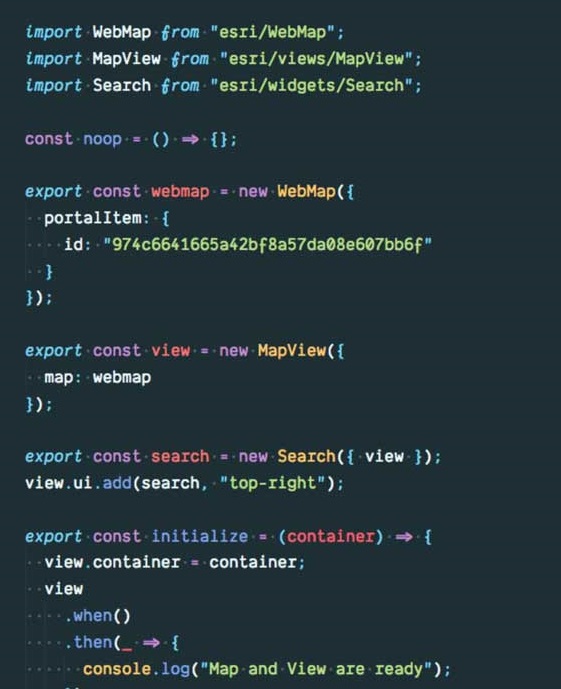 import WebMap from "esri/WebMap";
import MapView from "esri/views/MapView";
import Search from "esri/widgets/Search";
const noop = () => {};
export const webmap = new WebMap({
  portalItem: {
    id: "974c6641665a42bf8a57da08e607bb6f"
  }
});
export const view = new MapView({
  map: webmap
});
export const search = new Search({ view });
view.ui.add(search, "top-right");
export const initialize = (container) => {
  view.container = container;
  view
    .when()
    .then(_ => {
      console.log("Map and View are ready");